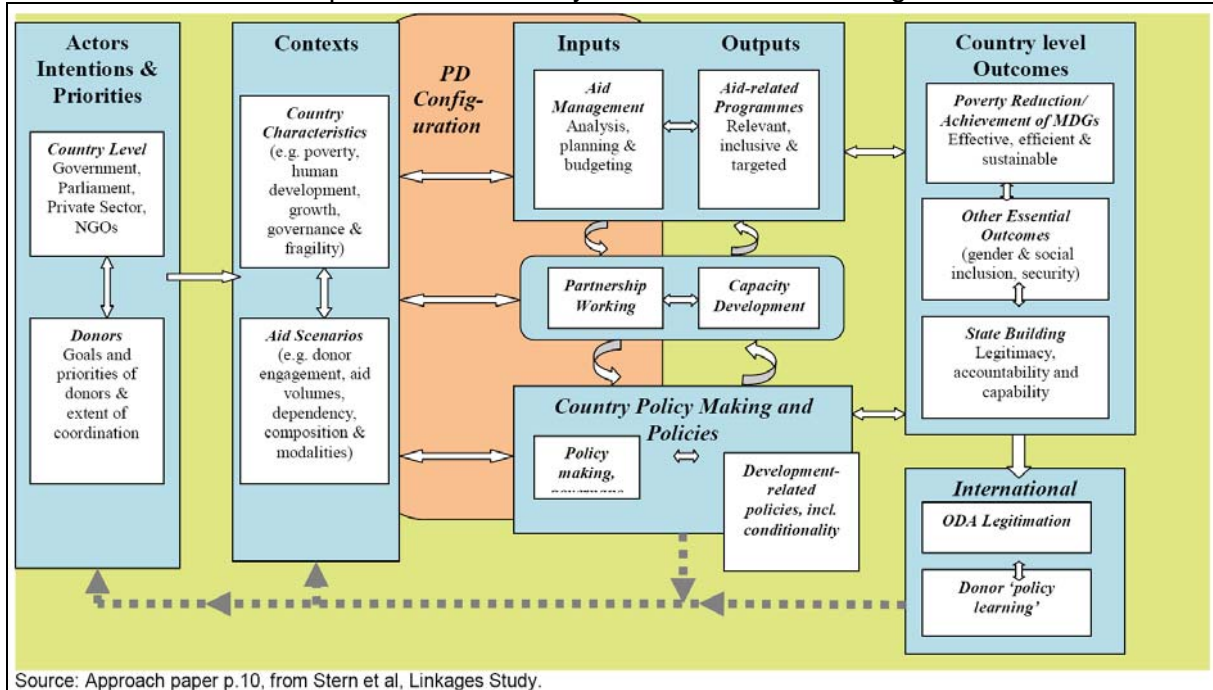 Actors
Intentions &
Priorities
Country Level
Government,
Parliament,
Private Sector,
NGOs
Donors
Goals and
priorities of
donors &
extent of
coordination
Contexts
Country
Characteristics
(e.g. poverty,
human
development,
growth,
governance &
fragility)
Aid Scenarios
(e.g. donor
engagement, aid
volumes,
dependency,
composition &
modalities)
PD
Config-
uration
Inputs
Outputs
Aid
Management
Analysis,
planning &
budgeting
Aid-related
Programmes
Relevant,
inclusive &
targeted
Partnership
Working
Capacity
Development
Country Policy Making and
Policies
Policy
making,
Development-
related
policies, incl.
conditionality
Country level
Outcomes
Poverty Reduction/
Achievement of MDGs
Effective, efficient &
sustainable
Other Essential
Outcomes
(gender & social
inclusion, security)
State Building
Legitimacy,
accountability and
capability
International
ODA Legitimation
Donor ‘policy
learning’
Source: Approach paper p.10, from Stern et al, Linkages Study.